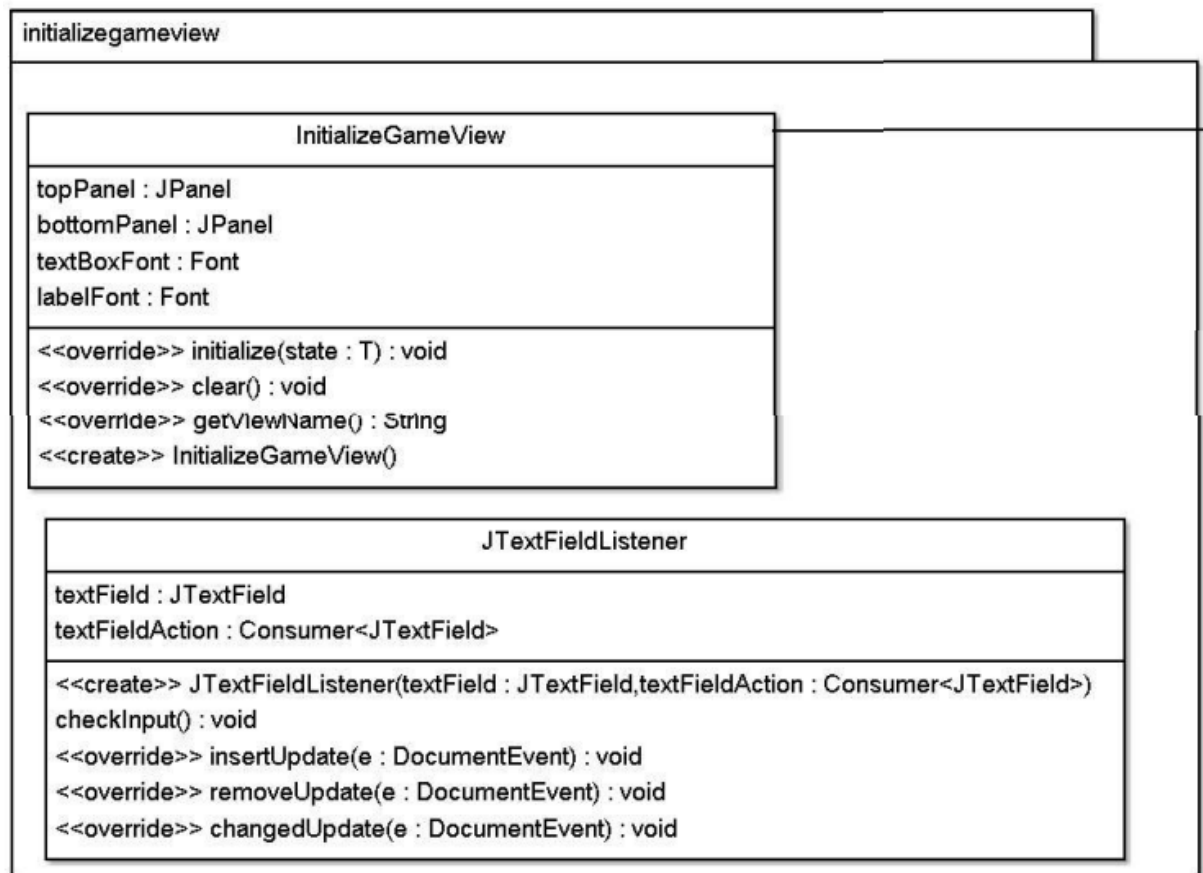 initializegameview
InitializeGameView
topPanel : JPanel
bottomPanel : JPanel
textBoxFont : Font
labelFont : Font
<<override>> initialize(state : T) : void
<<override>> clear() : void
<<override>> getViewName() : String
<<create>> InitializeGameView()
JTextFieldListener
textField : JTextField
textFieldAction : Consumer<JTextField>
<<create>> JTextFieldListener(textField : JTextField,textFieldAction : Consumer<JTextField>)
checkInput() : void
<<override>> insertUpdate(e : DocumentEvent) : void
<<override>> removeUpdate(e : DocumentEvent) : void
<<override>> changedUpdate(e : DocumentEvent) : void